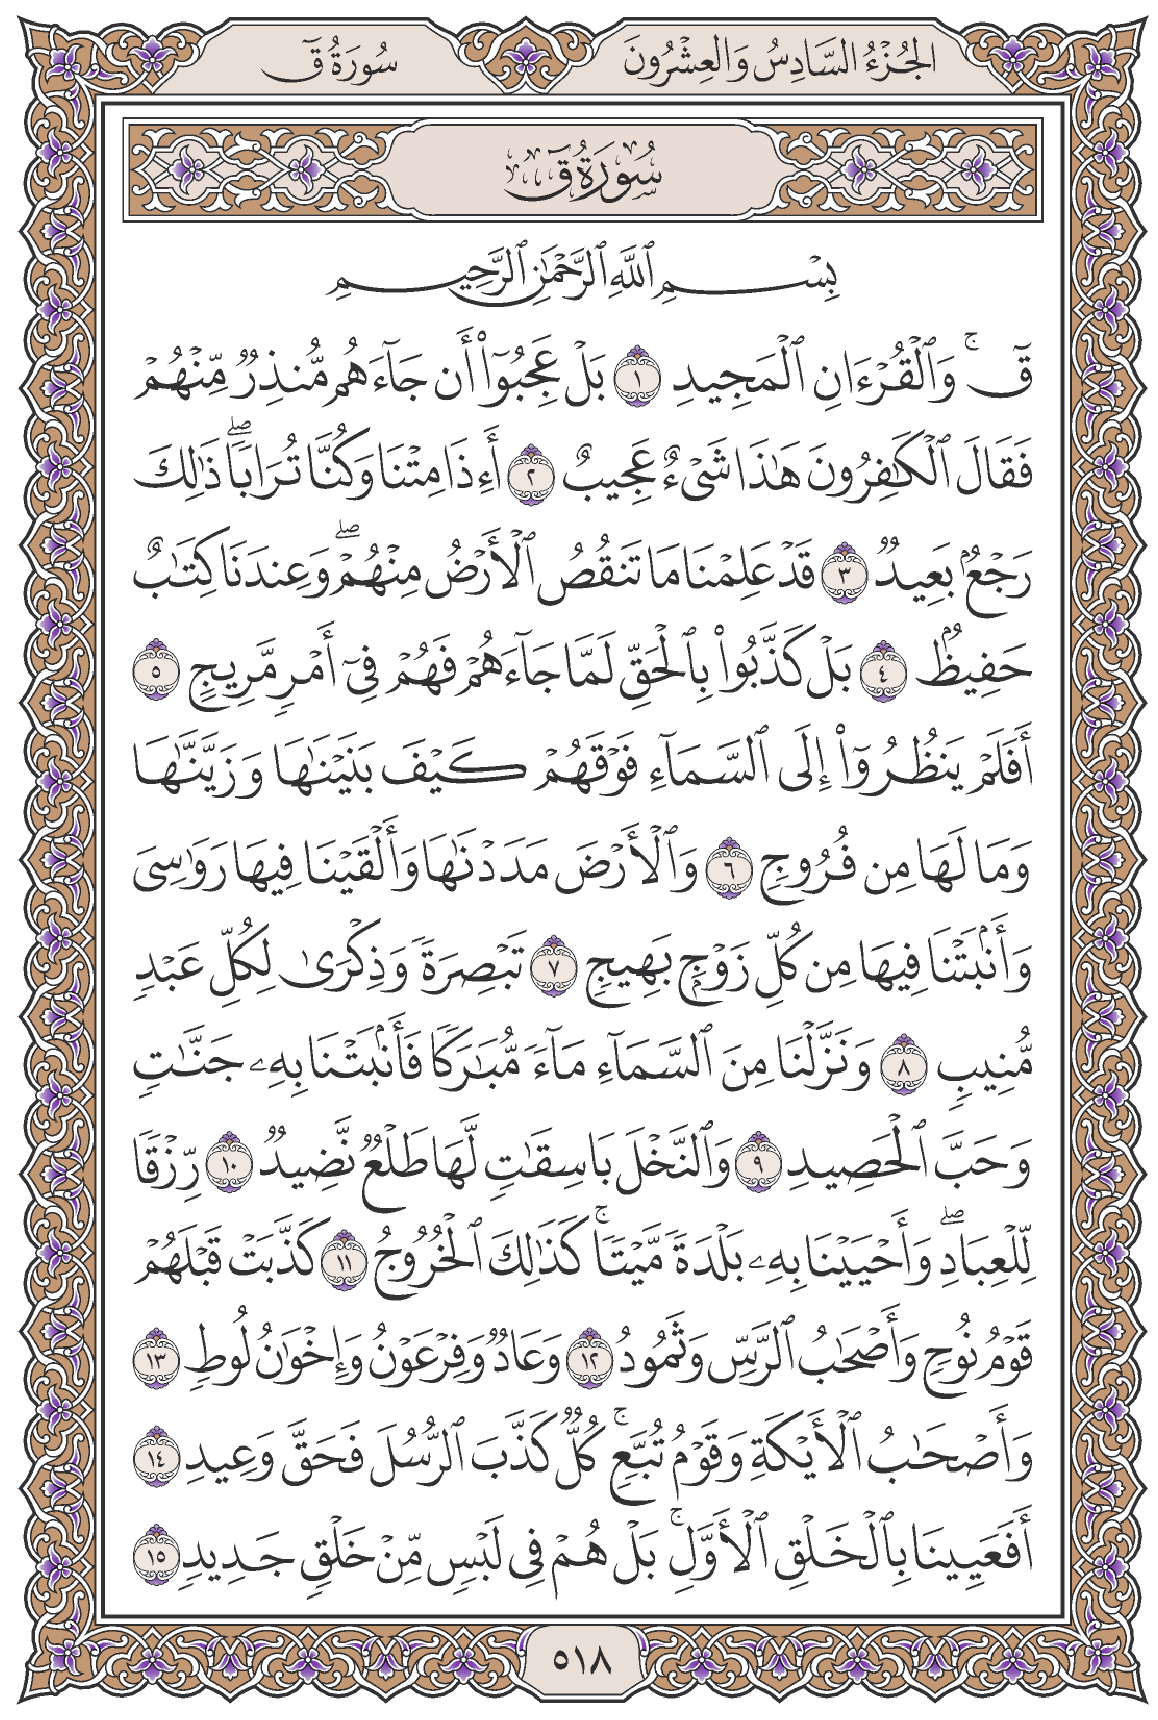 الجُزْءُ السَّادِسُ وَالعِشْرُونَ
سُورَةُ قٓ
سُورَةُ قٓ
بِسْمِ ٱللَّهِ ٱلرَّحْمَٰنِ ٱلرَّحِيمِ
قٓۚ وَٱلْقُرْءَانِ ٱلْمَجِيدِ ١ بَلْ عَجِبُوٓا۟ أَن جَآءَهُم مُّنذِرٌ مِّنْهُمْ
فَقَالَ ٱلْكَٰفِرُونَ هَٰذَا شَىْءٌ عَجِيبٌ ٢ أَءِذَا مِتْنَا وَكُنَّا تُرَابًاۖ ذَٰلِكَ
رَجْعٌۢ بَعِيدٌ ٣ قَدْ عَلِمْنَا مَا تَنقُصُ ٱلْأَرْضُ مِنْهُمْۖ وَعِندَنَا كِتَٰبٌ
حَفِيظٌۢ ٤ بَلْ كَذَّبُوا۟ بِٱلْحَقِّ لَمَّا جَآءَهُمْ فَهُمْ فِىٓ أَمْرٍ مَّرِيجٍ ٥
أَفَلَمْ يَنظُرُوٓا۟ إِلَى ٱلسَّمَآءِ فَوْقَهُمْ كَيْفَ بَنَيْنَٰهَا وَزَيَّنَّٰهَا
وَمَا لَهَا مِن فُرُوجٍ ٦ وَٱلْأَرْضَ مَدَدْنَٰهَا وَأَلْقَيْنَا فِيهَا رَوَٰسِىَ
وَأَنۢبَتْنَا فِيهَا مِن كُلِّ زَوْجٍۭ بَهِيجٍ ٧ تَبْصِرَةً وَذِكْرَىٰ لِكُلِّ عَبْدٍ
مُّنِيبٍ ٨ وَنَزَّلْنَا مِنَ ٱلسَّمَآءِ مَآءً مُّبَٰرَكًا فَأَنۢبَتْنَا بِهِۦ جَنَّٰتٍ
وَحَبَّ ٱلْحَصِيدِ ٩ وَٱلنَّخْلَ بَاسِقَٰتٍ لَّهَا طَلْعٌ نَّضِيدٌ ١٠ رِّزْقًا
لِّلْعِبَادِۖ وَأَحْيَيْنَا بِهِۦ بَلْدَةً مَّيْتًاۚ كَذَٰلِكَ ٱلْخُرُوجُ ١١ كَذَّبَتْ قَبْلَهُمْ
قَوْمُ نُوحٍ وَأَصْحَٰبُ ٱلرَّسِّ وَثَمُودُ ١٢ وَعَادٌ وَفِرْعَوْنُ وَإِخْوَٰنُ لُوطٍ ١٣
وَأَصْحَٰبُ ٱلْأَيْكَةِ وَقَوْمُ تُبَّعٍۚ كُلٌّ كَذَّبَ ٱلرُّسُلَ فَحَقَّ وَعِيدِ ١٤
أَفَعَيِينَا بِٱلْخَلْقِ ٱلْأَوَّلِۚ بَلْ هُمْ فِى لَبْسٍ مِّنْ خَلْقٍ جَدِيدٍ ١٥
٥١٨